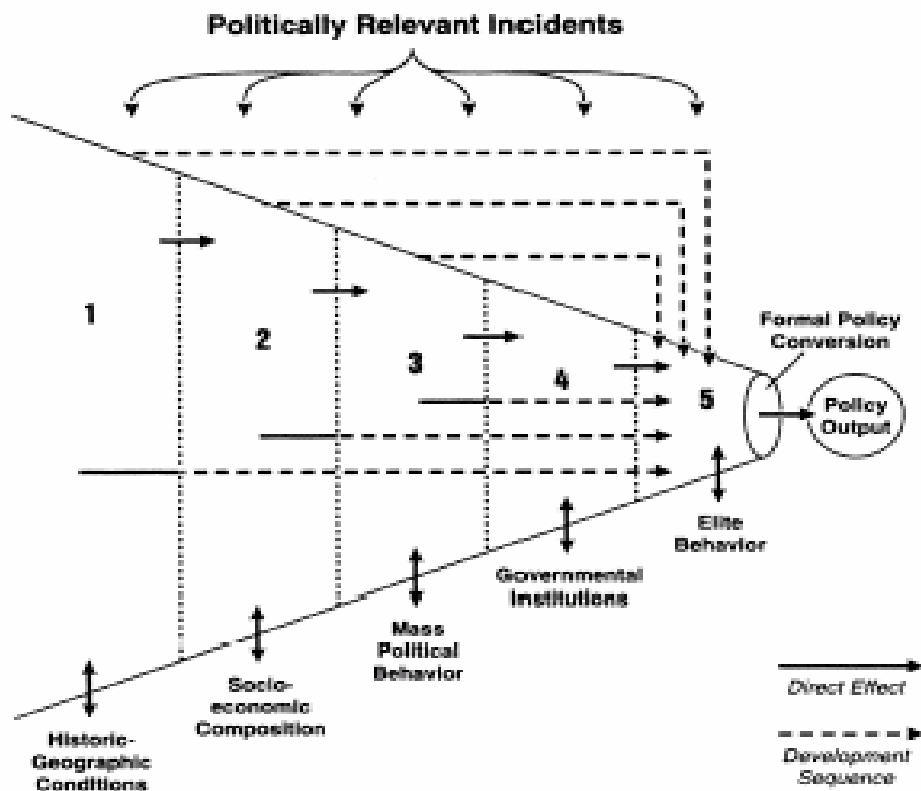 Politically Relevant Incidents
1
2
3
4
5
Formal Policy
Conversion
Policy
Output
Elite
Behavior
Governmental
Institutions
Mass
Political
Behavior
Socio-
economic
Composition
Historic-
Geographic
Conditions
Direct Effect
Development
Sequence